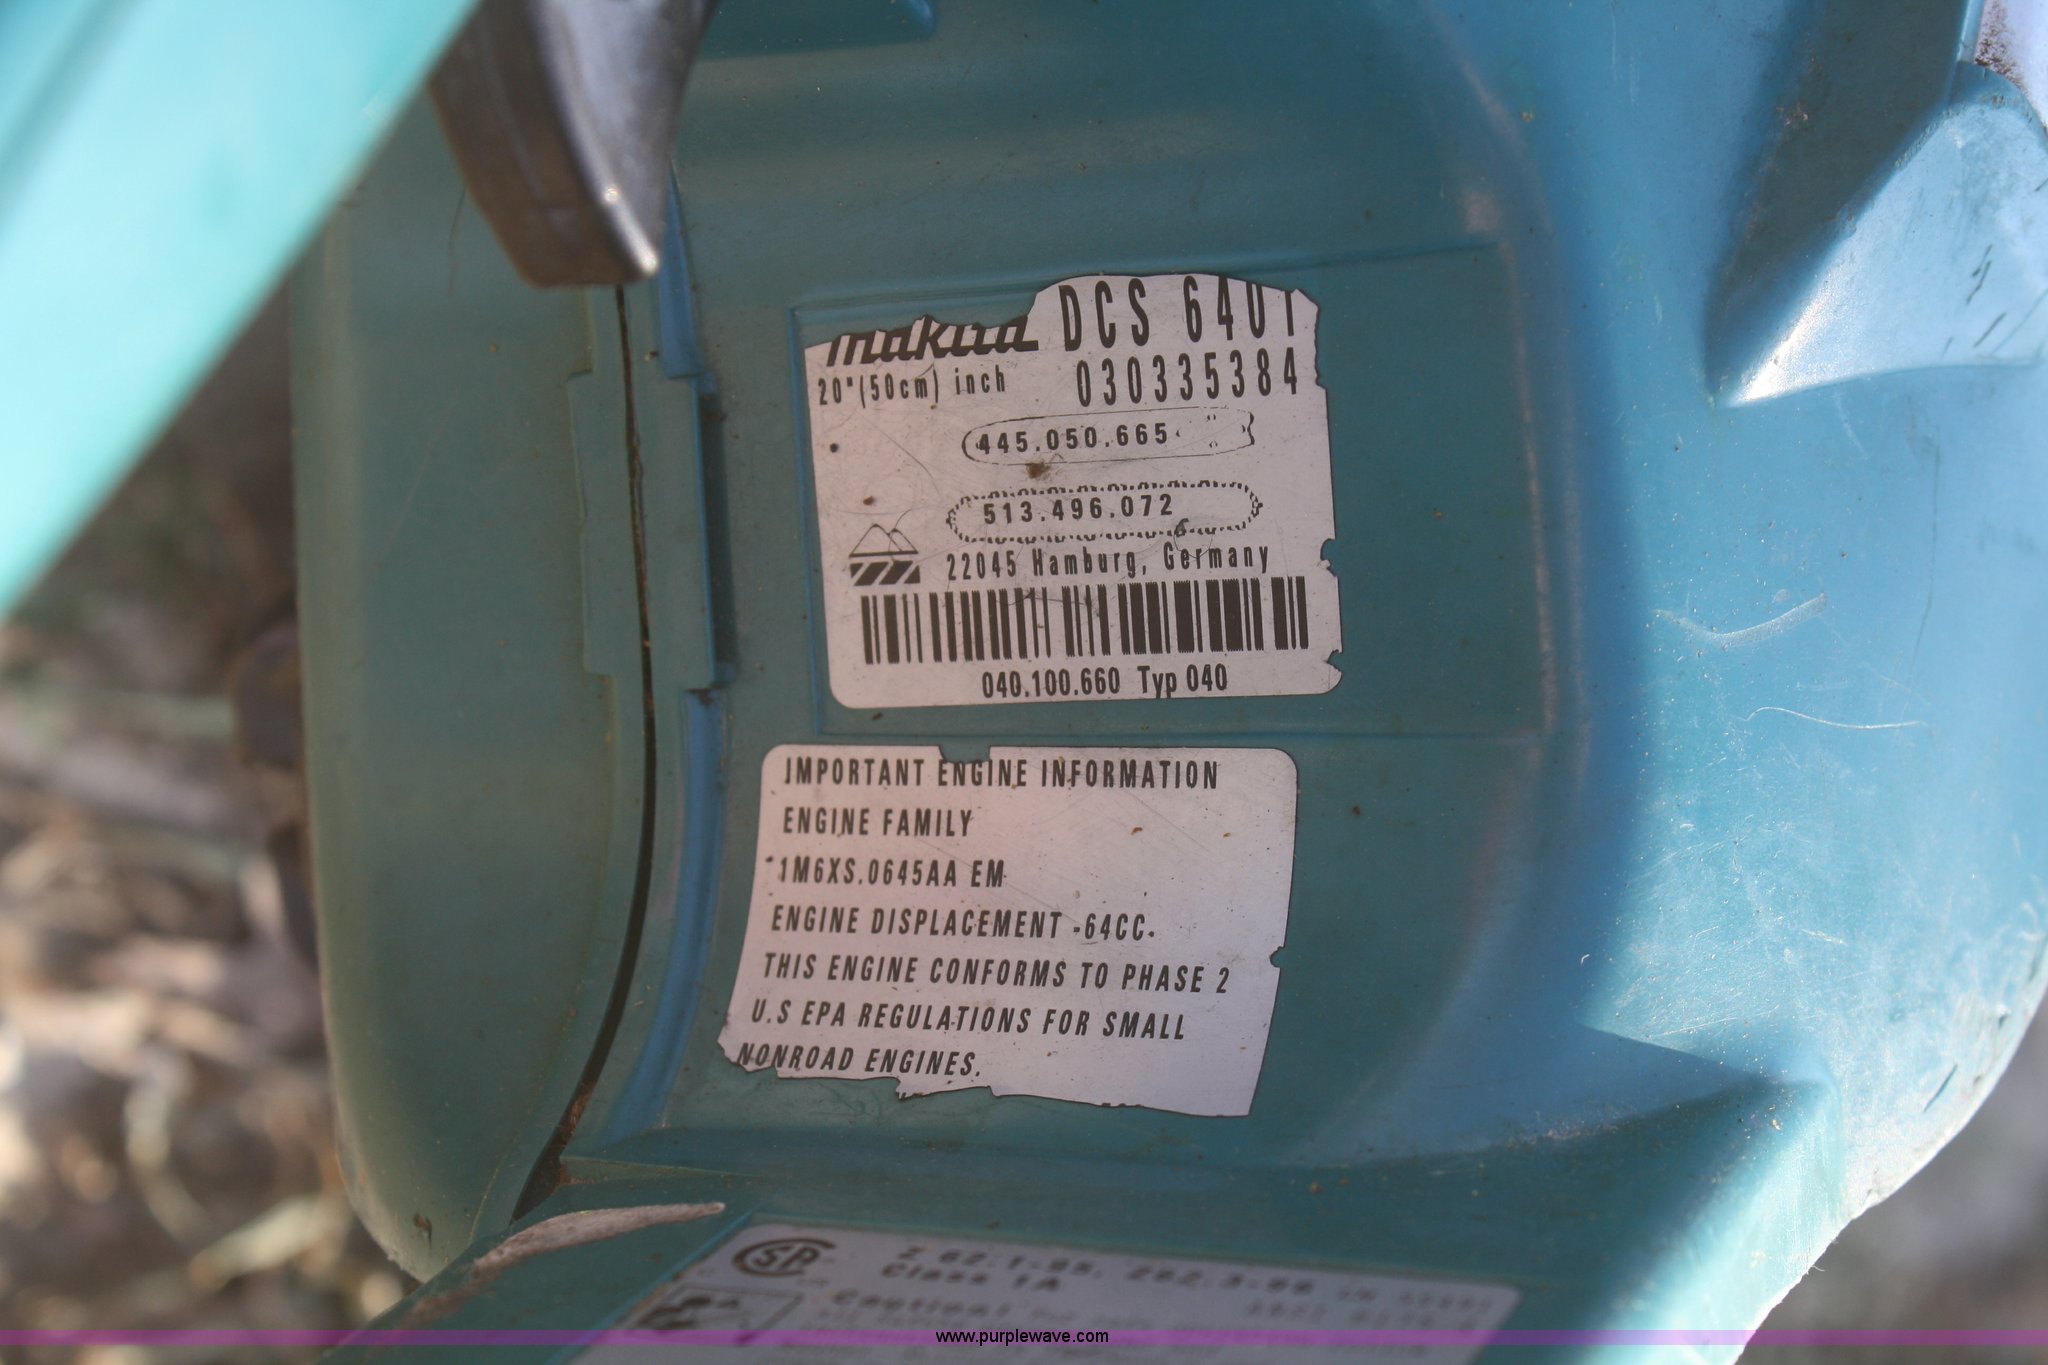 makita DCS 6401
20"(50cm) inch 030335384
445.050.665
513.496.072
22045 Hamburg, Germany
040.100.660 Typ 040
IMPORTANT ENGINE INFORMATION
ENGINE FAMILY
1M6XS.0645AA EM
ENGINE DISPLACEMENT -64CC-
THIS ENGINE CONFORMS TO PHASE 2
U.S EPA REGULATIONS FOR SMALL
NONROAD ENGINES.
Class 1A
Caution!
www.purplewave.com